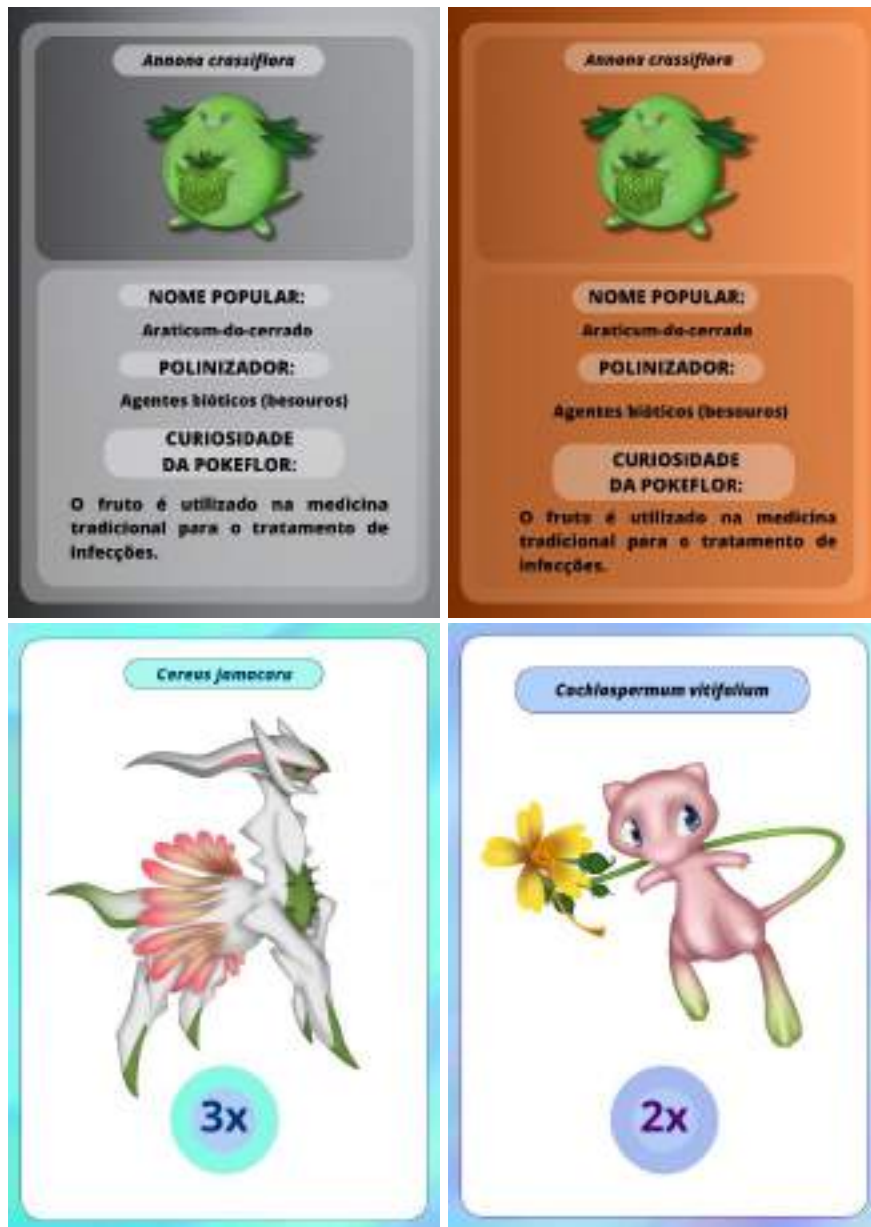 Annona crassiflora
NOME POPULAR:
Araticum-do-cerrado
POLINIZADOR:
Agentes bióticos (besouros)
CURIOSIDADE
DA POKEFLOR:
O fruto é utilizado na medicina
tradicional para o tratamento de
infecções.
Annona crassiflora
NOME POPULAR:
Araticum-do-cerrado
POLINIZADOR:
Agentes bióticos (besouros)
CURIOSIDADE
DA POKEFLOR:
O fruto é utilizado na medicina
tradicional para o tratamento de
infecções.
Cereus jamacaru
3x
Cochlospermum vitifolium
2x